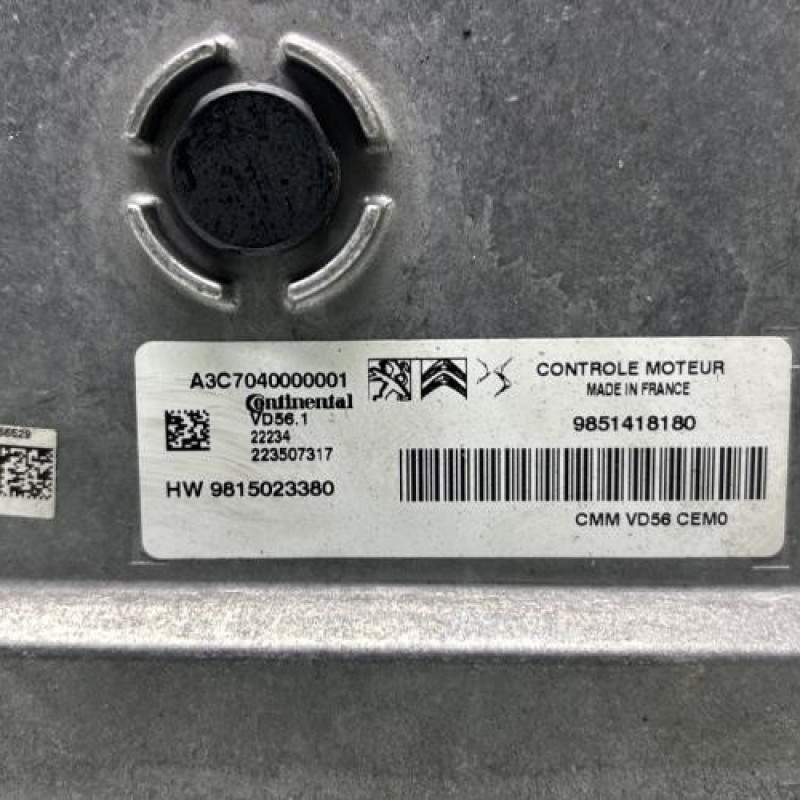 A3C7040000001
Continental
VD56.1
22234
223507317
HW 9815023380
CONTROLE MOTEUR
MADE IN FRANCE
9851418180
CMM VD56 CEM0